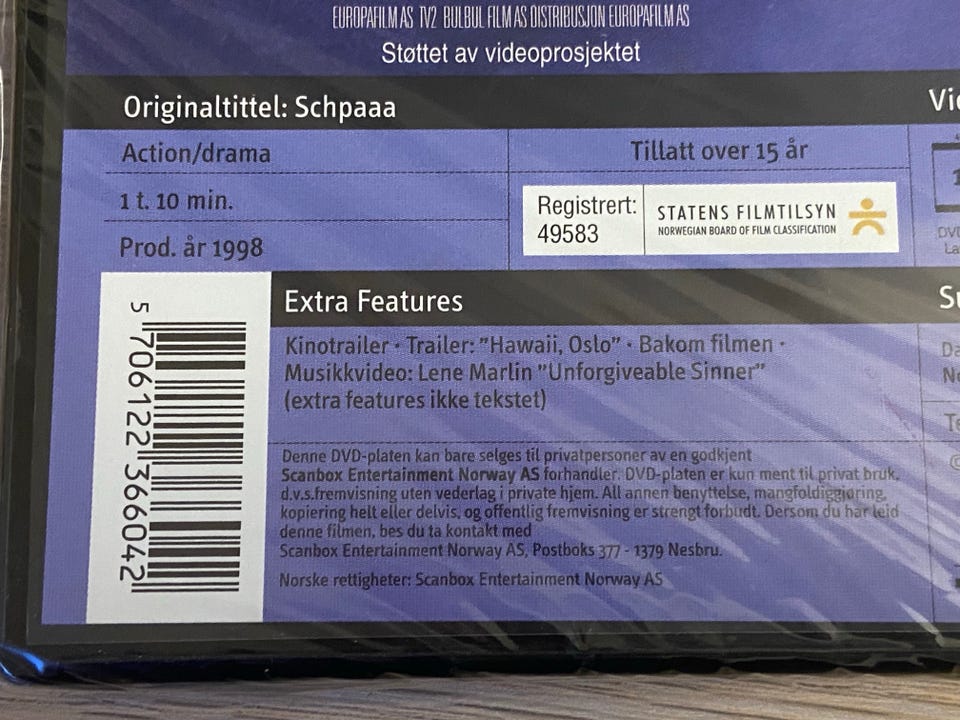 EUROPAFILM AS TV2 BULBUL FILM AS DISTRIBUSJON EUROPAFILM AS
Støttet av videoprosjektet
Originaltittel: Schpaaa
Action/drama
Tillatt over 15 år
1 t. 10 min.
Registrert:
49583
STATENS FILMTILSYN
NORWEGIAN BOARD OF FILM CLASSIFICATION
Prod. år 1998
Extra Features
Kinotrailer · Trailer: ”Hawaii, Oslo” · Bakom filmen ·
Musikkvideo: Lene Marlin ”Unforgiveable Sinner”
(extra features ikke tekstet)
Denne DVD-platen kan bare selges til privatpersoner av en godkjent
Scanbox Entertainment Norway AS forhandler. DVD-platen er kun ment til privat bruk,
d.v.s.fremvisning uten vederlag i private hjem. All annen benyttelse, mangfoldiggjøring,
kopiering helt eller delvis, og offentlig fremvisning er strengt forbudt. Dersom du har leid
denne filmen, bes du ta kontakt med
Scanbox Entertainment Norway AS, Postboks 377 - 1379 Nesbru.
Norske rettigheter: Scanbox Entertainment Norway AS
5 706122 366042